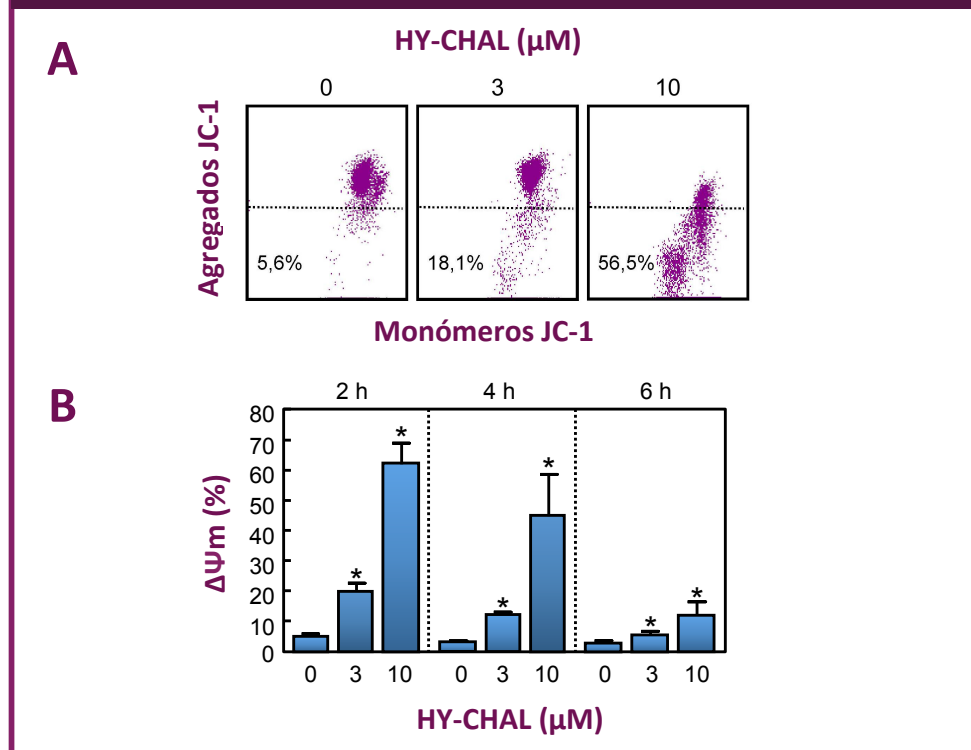 A
HY-CHAL (µM)
0 3 10
Agregados JC-1
5,6% 18,1% 56,5%
Monómeros JC-1
B
2 h 4 h 6 h
80
70
60
50
40
30
20
10
0
ΔΨm (%)
* * * * * *
0 3 10 0 3 10 0 3 10
HY-CHAL (µM)